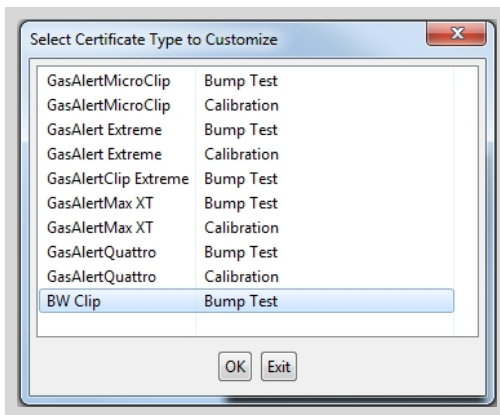 Select Certificate Type to Customize
GasAlertMicroClip Bump Test
GasAlertMicroClip Calibration
GasAlert Extreme Bump Test
GasAlert Extreme Calibration
GasAlertClip Extreme Bump Test
GasAlertMax XT Bump Test
GasAlertMax XT Calibration
GasAlertQuattro Bump Test
GasAlertQuattro Calibration
BW Clip Bump Test
OK Exit